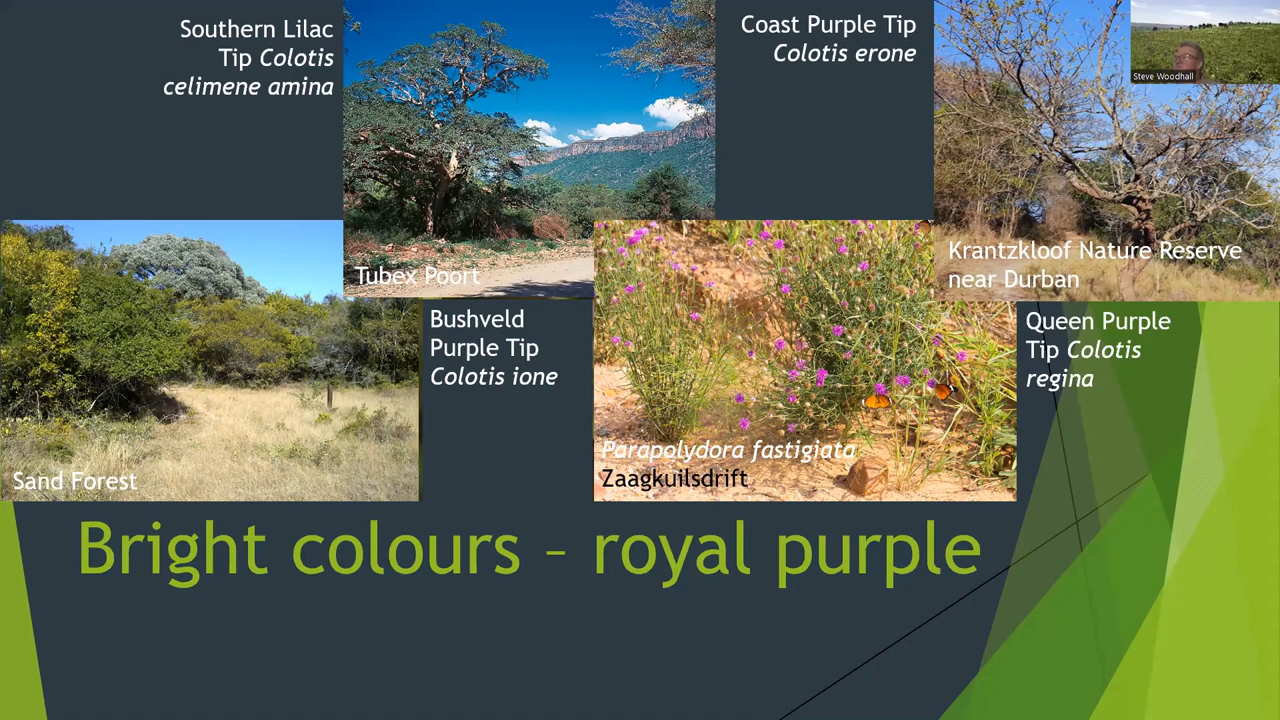 Southern Lilac
Tip Colotis
celimene amina
Tubex Poort
Coast Purple Tip
Colotis erone
Steve Woodhall
Krantzkloof Nature Reserve
near Durban
Sand Forest
Bushveld
Purple Tip
Colotis ione
Parapolydora fastigiata
Zaagkuilsdrift
Queen Purple
Tip Colotis
regina
Bright colours – royal purple